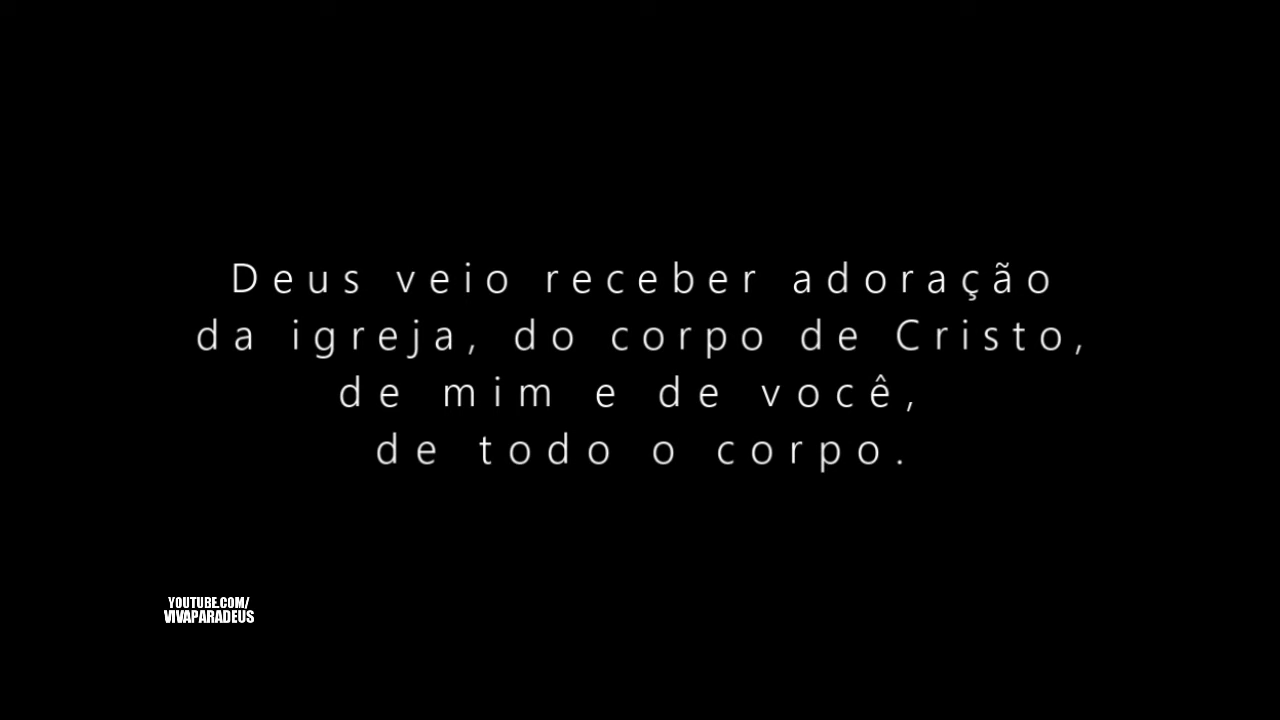 Deus veio receber adoração
da igreja, do corpo de Cristo,
de mim e de você,
de todo o corpo.
YOUTUBE.COM/
VIVAPARADEUS